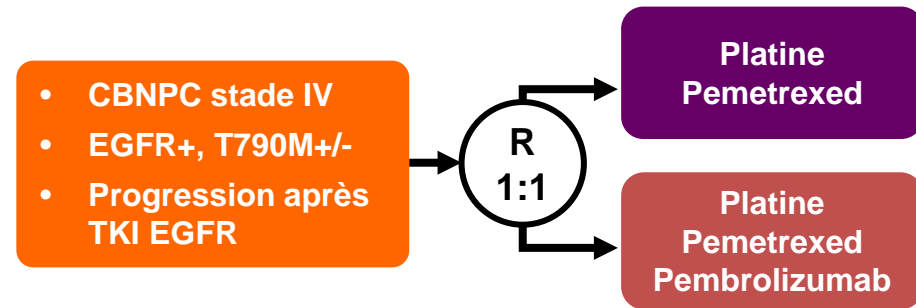 • CBNPC stade IV
• EGFR+, T790M+/-
• Progression après
TKI EGFR
R
1:1
Platine
Pemetrexed
Platine
Pemetrexed
Pembrolizumab